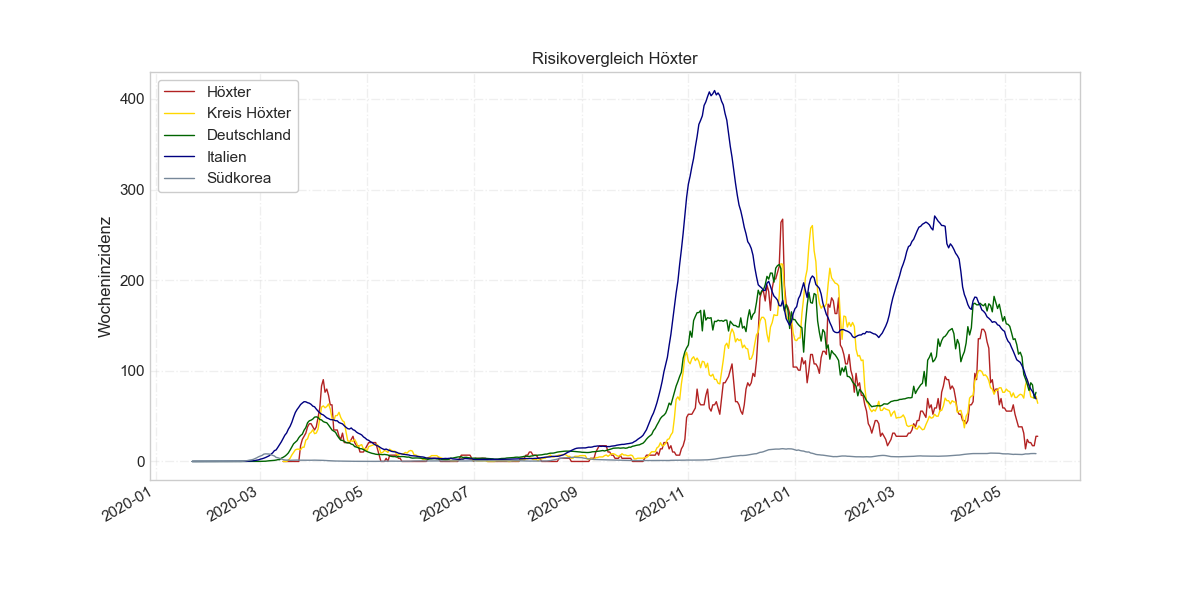 Risikovergleich Höxter
Höxter
Kreis Höxter
Deutschland
Italien
Südkorea
Wocheninzidenz
400
300
200
100
0
2020-01
2020-03
2020-05
2020-07
2020-09
2020-11
2021-01
2021-03
2021-05